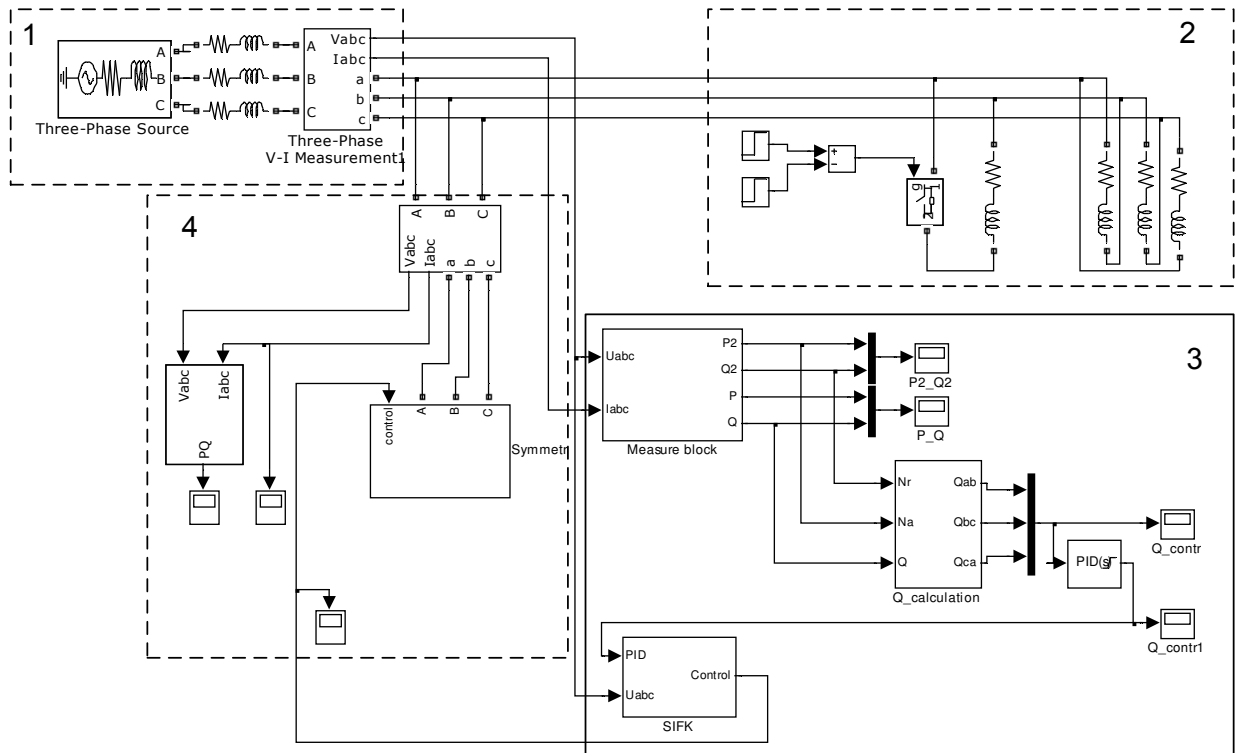 1
A
B
C
Three-Phase Source
A
B
C
Vabc
Iabc
a
b
c
Three-Phase
V-I Measurement1
2
+
−
g
1
2
4
A
B
C
Vabc
Iabc
a
b
c
Vabc
Iabc
PQ
control
A
B
C
Symmetr
3
Uabc
Iabc
P2
Q2
P
Q
Measure block
P2_Q2
P_Q
Nr
Na
Q
Qab
Qbc
Qca
Q_calculation
Q_contr
PID(s)
Q_contr1
PID
Uabc
Control
SIFK